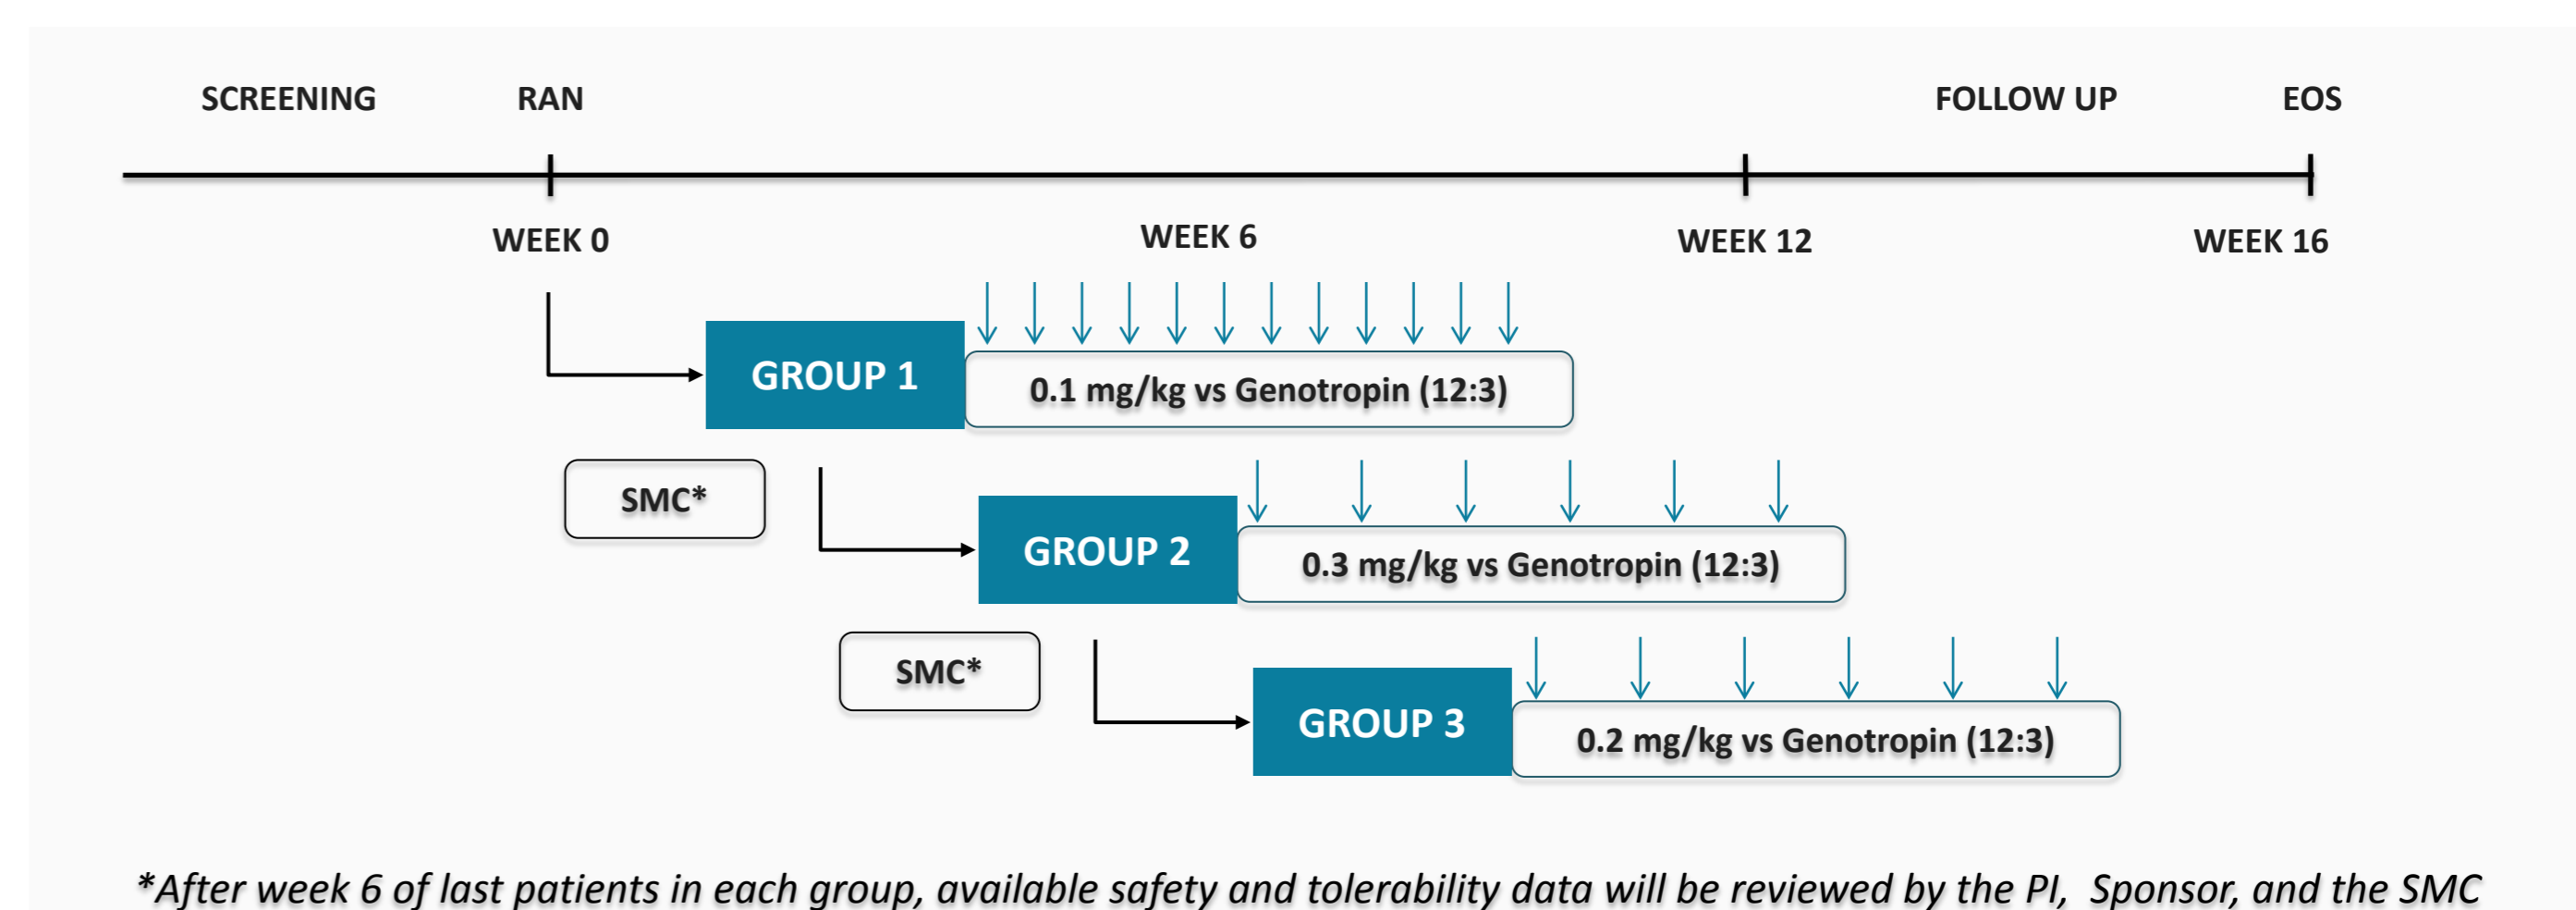 SCREENING
RAN
FOLLOW UP
EOS
WEEK 0
WEEK 6
WEEK 12
WEEK 16
GROUP 1
0.1 mg/kg vs Genotropin (12:3)
SMC*
GROUP 2
0.3 mg/kg vs Genotropin (12:3)
SMC*
GROUP 3
0.2 mg/kg vs Genotropin (12:3)
*After week 6 of last patients in each group, available safety and tolerability data will be reviewed by the PI, Sponsor, and the SMC